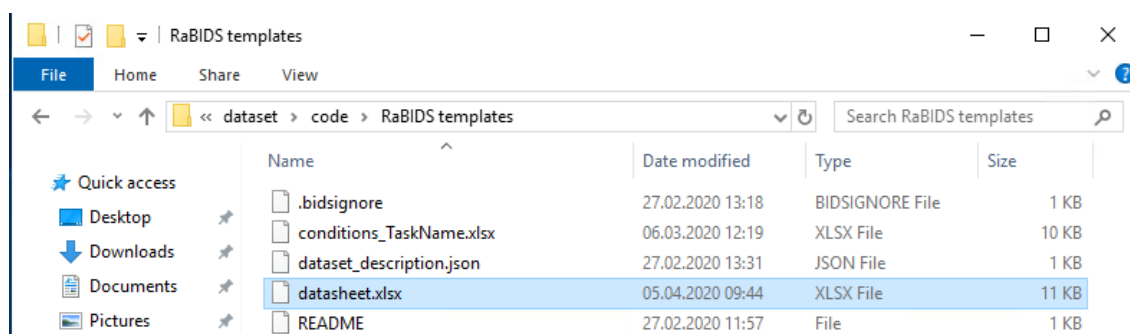 RaBIDS templates
File Home Share View ?
« dataset > code > RaBIDS templates Search RaBIDS templates
Name Date modified Type Size
Quick access
.bidsignore 27.02.2020 13:18 BIDSIGNORE File 1 KB
Desktop
conditions_TaskName.xlsx 06.03.2020 12:19 XLSX File 10 KB
Downloads
dataset_description.json 27.02.2020 13:31 JSON File 1 KB
Documents
datasheet.xlsx 05.04.2020 09:44 XLSX File 11 KB
Pictures
README 27.02.2020 11:57 File 1 KB